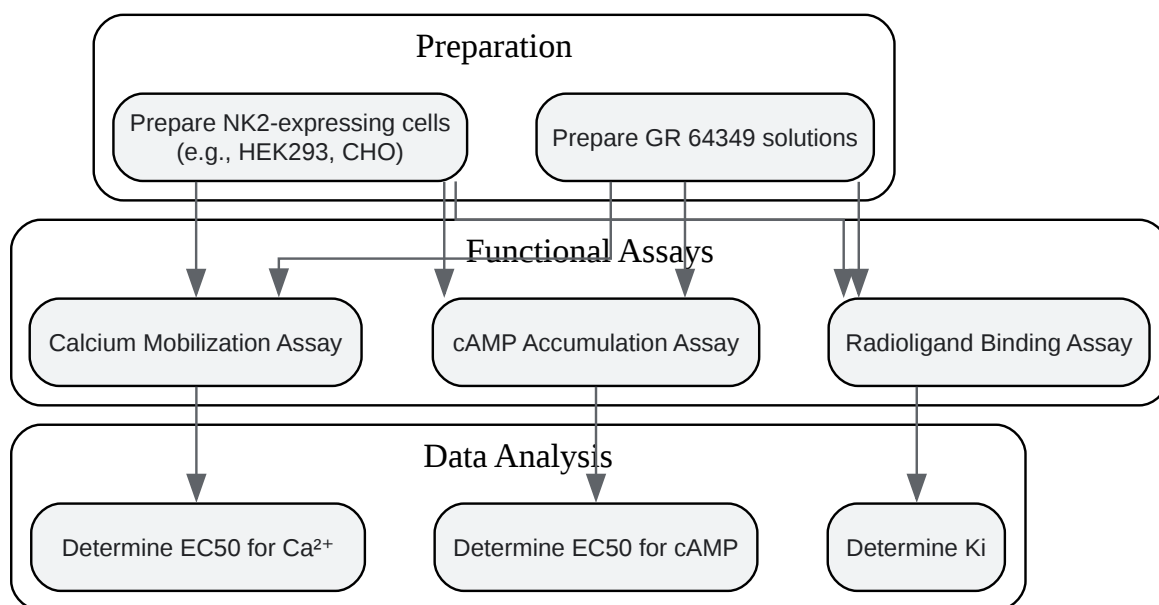 Preparation
Prepare NK2-expressing cells
(e.g., HEK293, CHO)
Prepare GR 64349 solutions
Functional Assays
Calcium Mobilization Assay
cAMP Accumulation Assay
Radioligand Binding Assay
Data Analysis
Determine EC50 for Ca²⁺
Determine EC50 for cAMP
Determine Ki